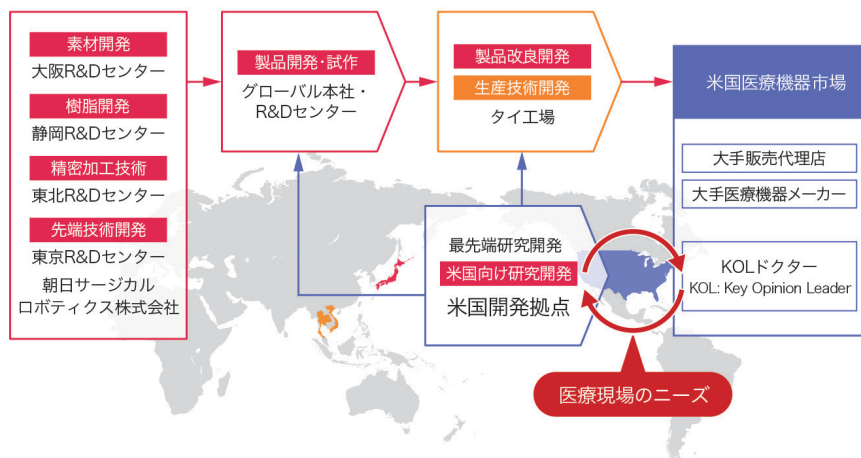 素材開発
大阪R&Dセンター
樹脂開発
静岡R&Dセンター
精密加工技術
東北R&Dセンター
先端技術開発
東京R&Dセンター
朝日サージカル
ロボティクス株式会社
製品開発・試作
グローバル本社・
R&Dセンター
製品改良開発
生産技術開発
タイ工場
米国医療機器市場
大手販売代理店
大手医療機器メーカー
KOLドクター
KOL: Key Opinion Leader
最先端研究開発
米国向け研究開発
米国開発拠点
医療現場のニーズ